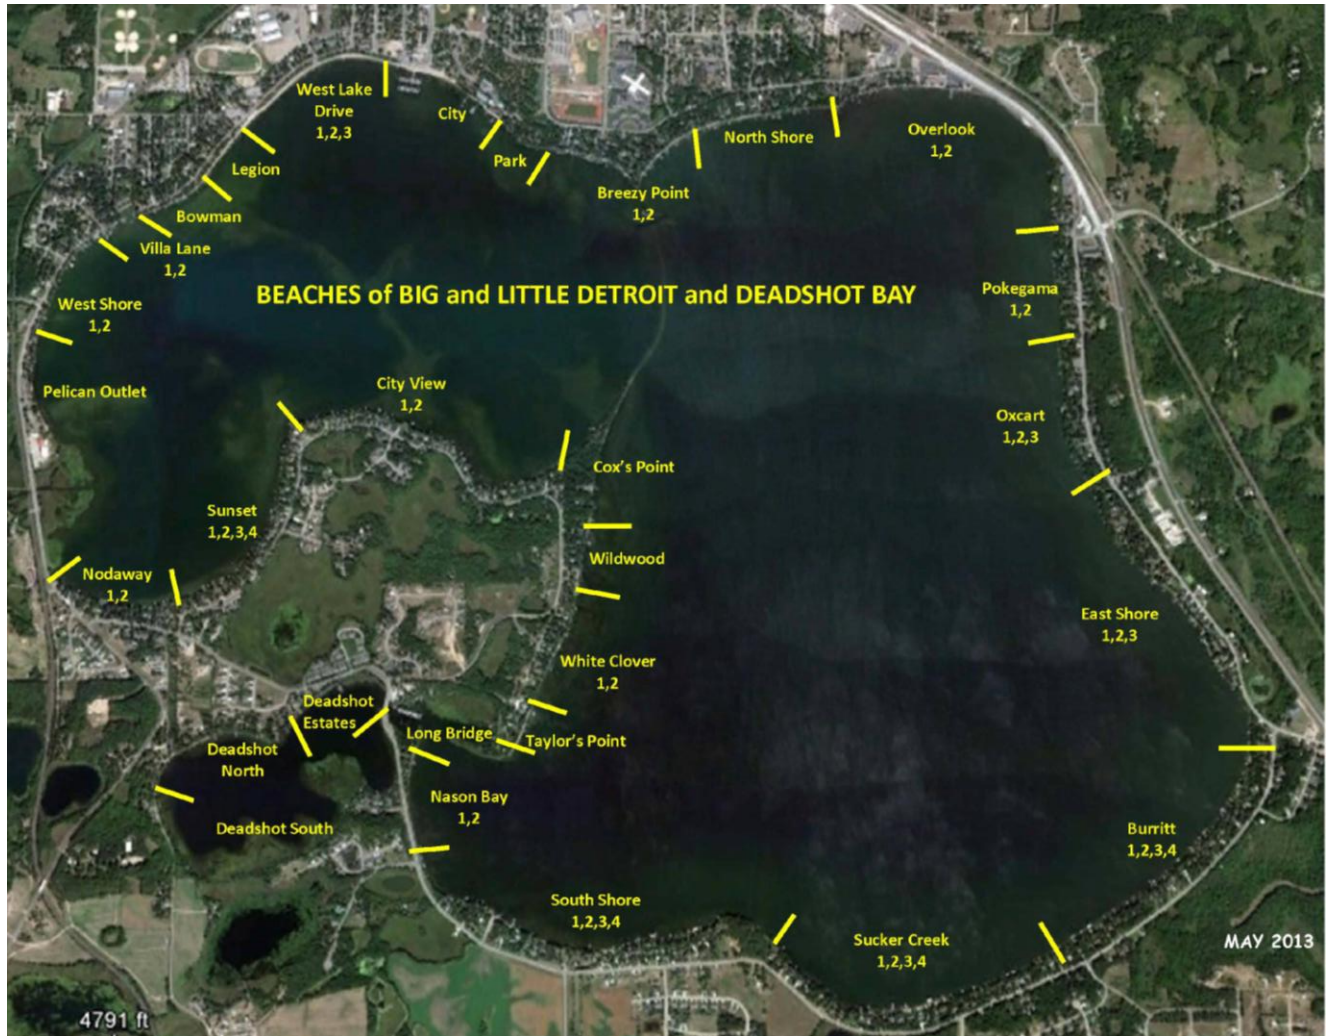 West Lake
Drive
1,2,3
City
Park
North Shore
Overlook
1,2
Legion
Breezy Point
1,2
Bowman
Villa Lane
1,2
BEACHES of BIG and LITTLE DETROIT and DEADSHOT BAY
Pokegama
1,2
West Shore
1,2
Pelican Outlet
City View
1,2
Oxcart
1,2,3
Cox's Point
Sunset
1,2,3,4
Wildwood
Nodaway
1,2
East Shore
1,2,3
White Clover
1,2
Deadshot
Estates
Long Bridge
Taylor's Point
Deadshot
North
Nason Bay
1,2
Deadshot South
Burritt
1,2,3,4
South Shore
1,2,3,4
Sucker Creek
1,2,3,4
MAY 2013
4791 ft